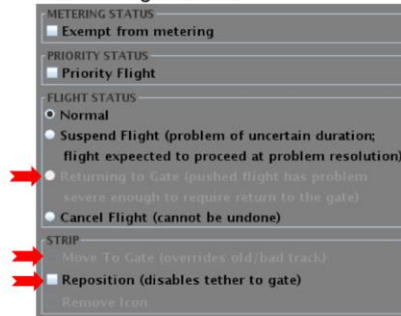 METERING STATUS
Exempt from metering
PRIORITY STATUS
Priority Flight
FLIGHT STATUS
Normal
Suspend Flight (problem of uncertain duration;
flight expeected to proceed at problem resolution)
Returning to Gate (pushed flight has problem
severe enough to require return to the gate)
Cancel Flight (cannot be undone)
STRIP
Move To Gate (overrides old/bad track)
Reposition (disables tether to gate)
Remove Icon